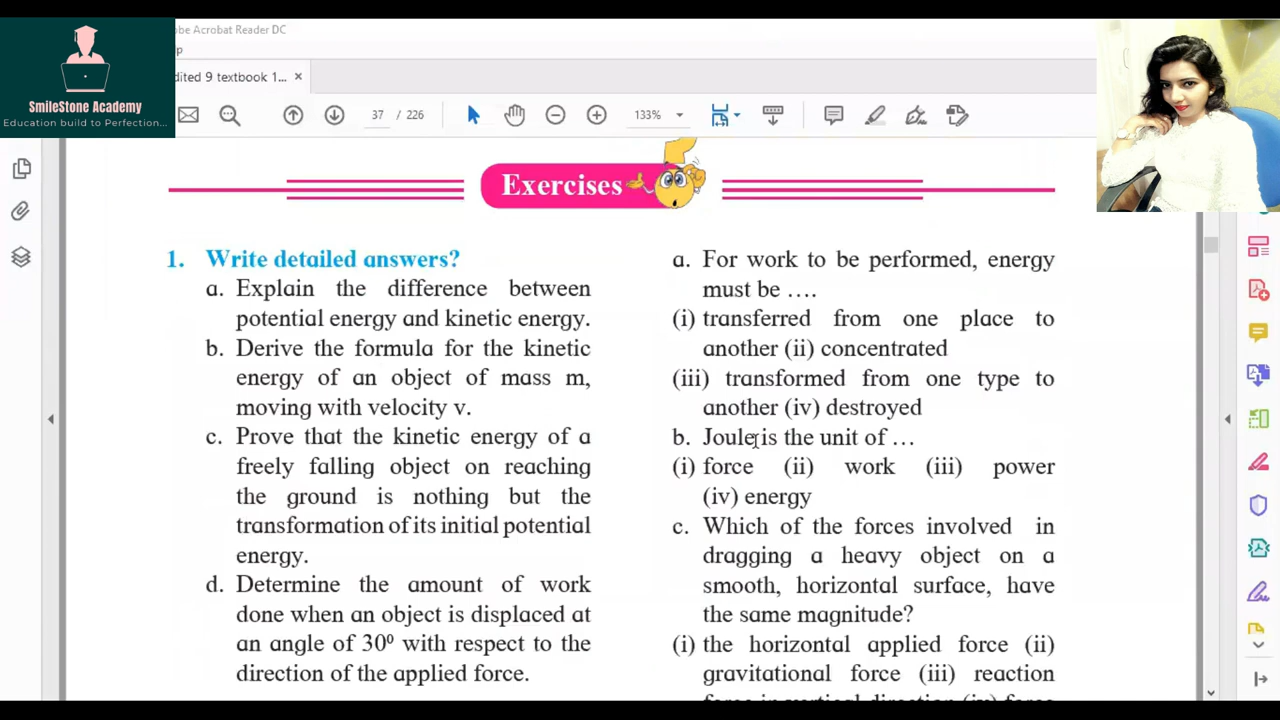 obe Acrobat Reader DC
p
dited 9 textbook 1... ×
SmileStone Academy
Education build to Perfection...
37 / 226
133%
Exercises
1. Write detailed answers?
a. Explain the difference between
potential energy and kinetic energy.
b. Derive the formula for the kinetic
energy of an object of mass m,
moving with velocity v.
c. Prove that the kinetic energy of a
freely falling object on reaching
the ground is nothing but the
transformation of its initial potential
energy.
d. Determine the amount of work
done when an object is displaced at
an angle of 30⁰ with respect to the
direction of the applied force.
a. For work to be performed, energy
must be ....
(i) transferred from one place to
another (ii) concentrated
(iii) transformed from one type to
another (iv) destroyed
b. Joule is the unit of ...
(i) force (ii) work (iii) power
(iv) energy
c. Which of the forces involved in
dragging a heavy object on a
smooth, horizontal surface, have
the same magnitude?
(i) the horizontal applied force (ii)
gravitational force (iii) reaction
force in vertical direction (iv) force